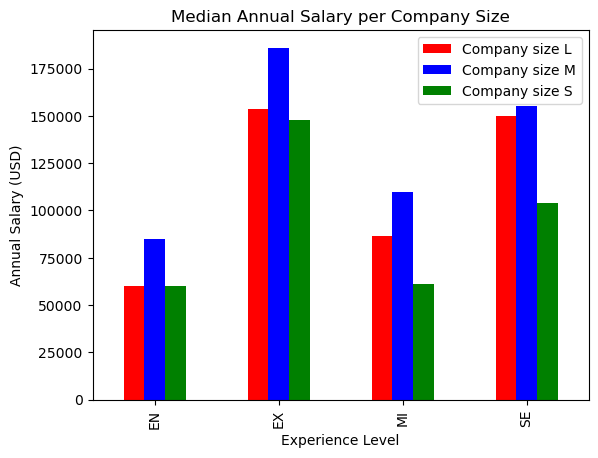 Median Annual Salary per Company Size
Company size L
Company size M
Company size S
Annual Salary (USD)
175000
150000
125000
100000
75000
50000
25000
0
EN
EX
MI
SE
Experience Level